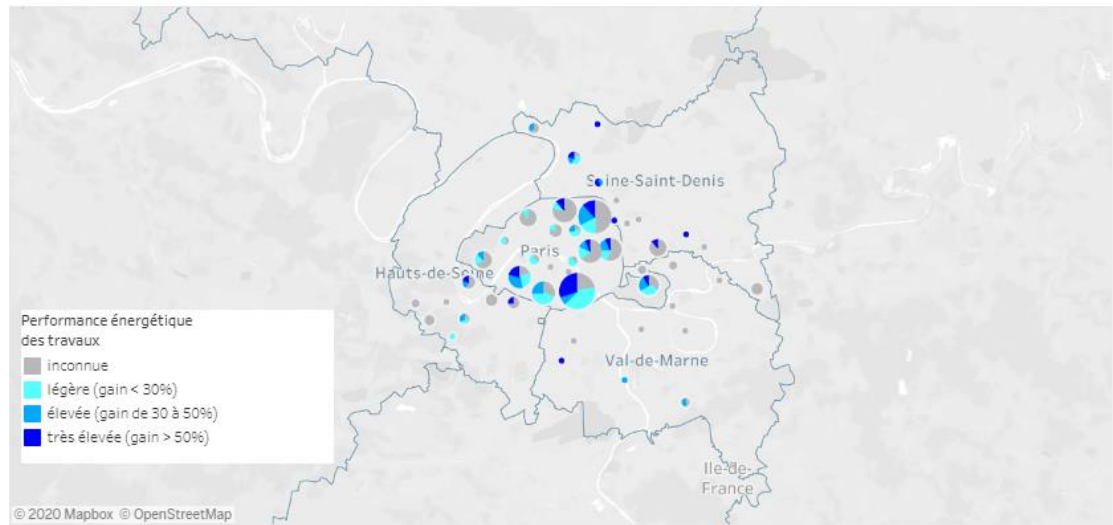 Seine-Saint-Denis
Paris
Hauts-de-Seine
Performance énergétique
des travaux
inconnue
légère (gain < 30%)
élevée (gain de 30 à 50%)
très élevée (gain > 50%)
Val-de-Marne
Ile-de-
France
© 2020 Mapbox © OpenStreetMap